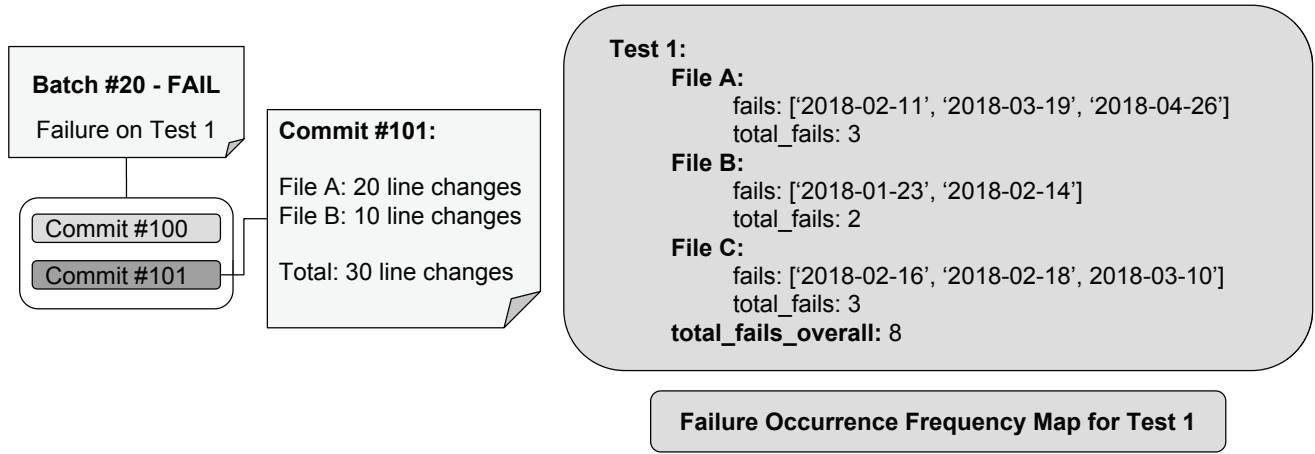 Batch #20 - FAIL
Failure on Test 1
Commit #100
Commit #101
Commit #101:
File A: 20 line changes
File B: 10 line changes
Total: 30 line changes
Test 1:
File A:
fails: [‘2018-02-11’, ‘2018-03-19’, ‘2018-04-26’]
total_fails: 3
File B:
fails: [‘2018-01-23’, ‘2018-02-14’]
total_fails: 2
File C:
fails: [‘2018-02-16’, ‘2018-02-18’, 2018-03-10’]
total_fails: 3
total_fails_overall: 8
Failure Occurrence Frequency Map for Test 1